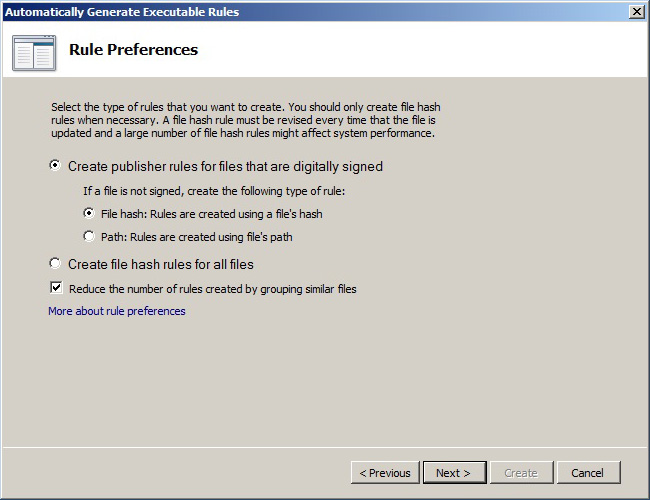 Automatically Generate Executable Rules
Rule Preferences
Select the type of rules that you want to create. You should only create file hash
rules when necessary. A file hash rule must be revised every time that the file is
updated and a large number of file hash rules might affect system performance.
Create publisher rules for files that are digitally signed
If a file is not signed, create the following type of rule:
File hash: Rules are created using a file's hash
Path: Rules are created using file's path
Create file hash rules for all files
Reduce the number of rules created by grouping similar files
More about rule preferences
< Previous
Next >
Create
Cancel